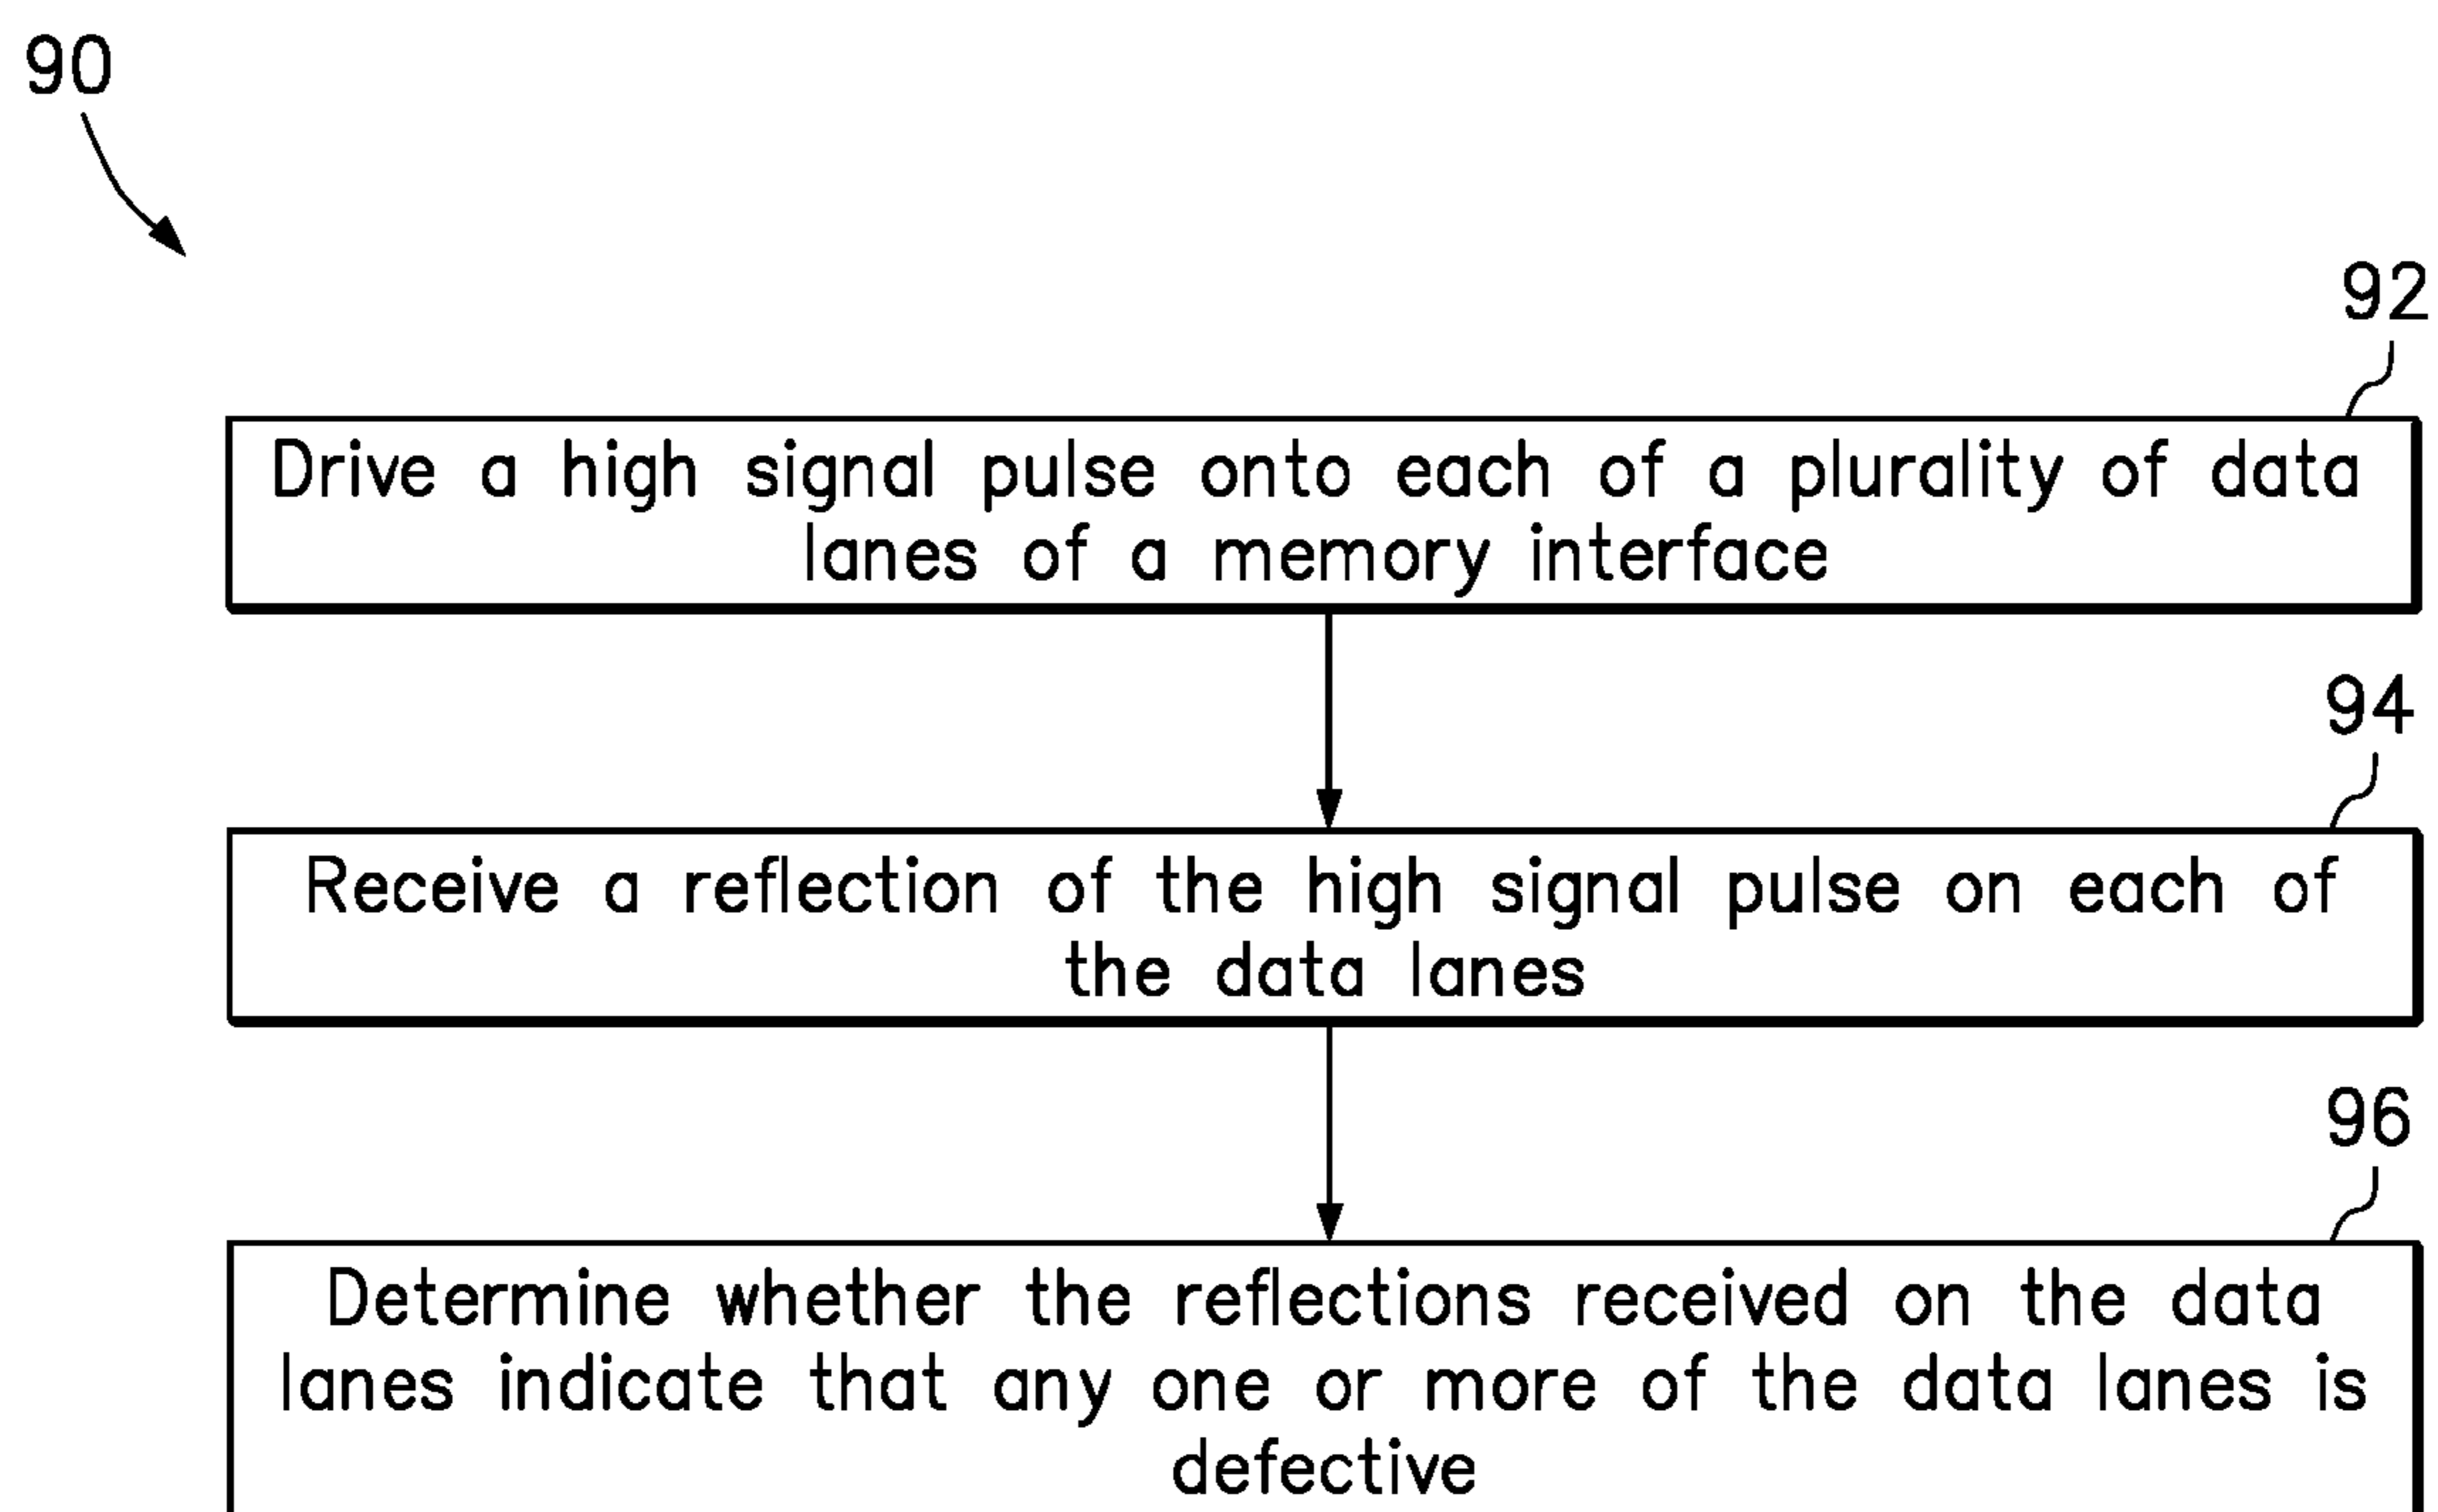 90
92
Drive a high signal pulse onto each of a plurality of data
lanes of a memory interface
94
Receive a reflection of the high signal pulse on each of
the data lanes
96
Determine whether the reflections received on the data
lanes indicate that any one or more of the data lanes is
defective